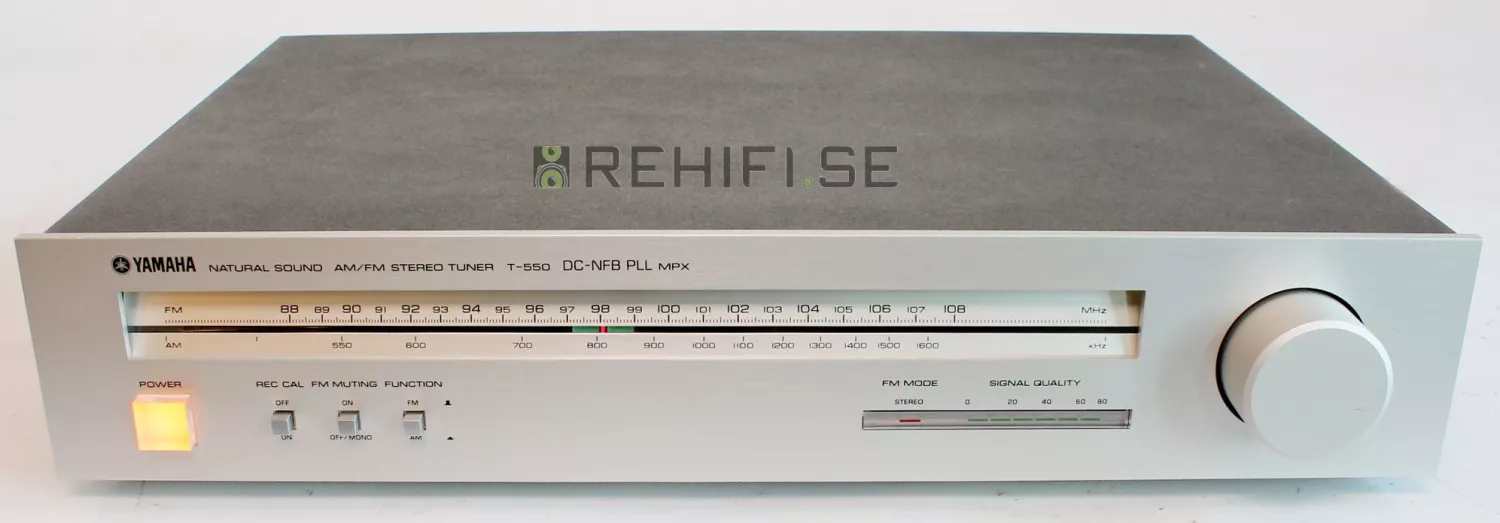 REHIFI.SE
YAMAHA NATURAL SOUND AM/FM STEREO TUNER T-550 DC-NFB PLL MPX
FM 88 89 90 91 92 93 94 95 96 97 98 99 100 101 102 103 104 105 106 107 108 MHz
AM 550 600 700 800 900 1000 1100 1200 1300 1400 1500 1600 kHz
POWER REC CAL FM MUTING FUNCTION FM MODE SIGNAL QUALITY
OFF ON FM STEREO 0 20 40 60 80
ON OFF/MONO AM